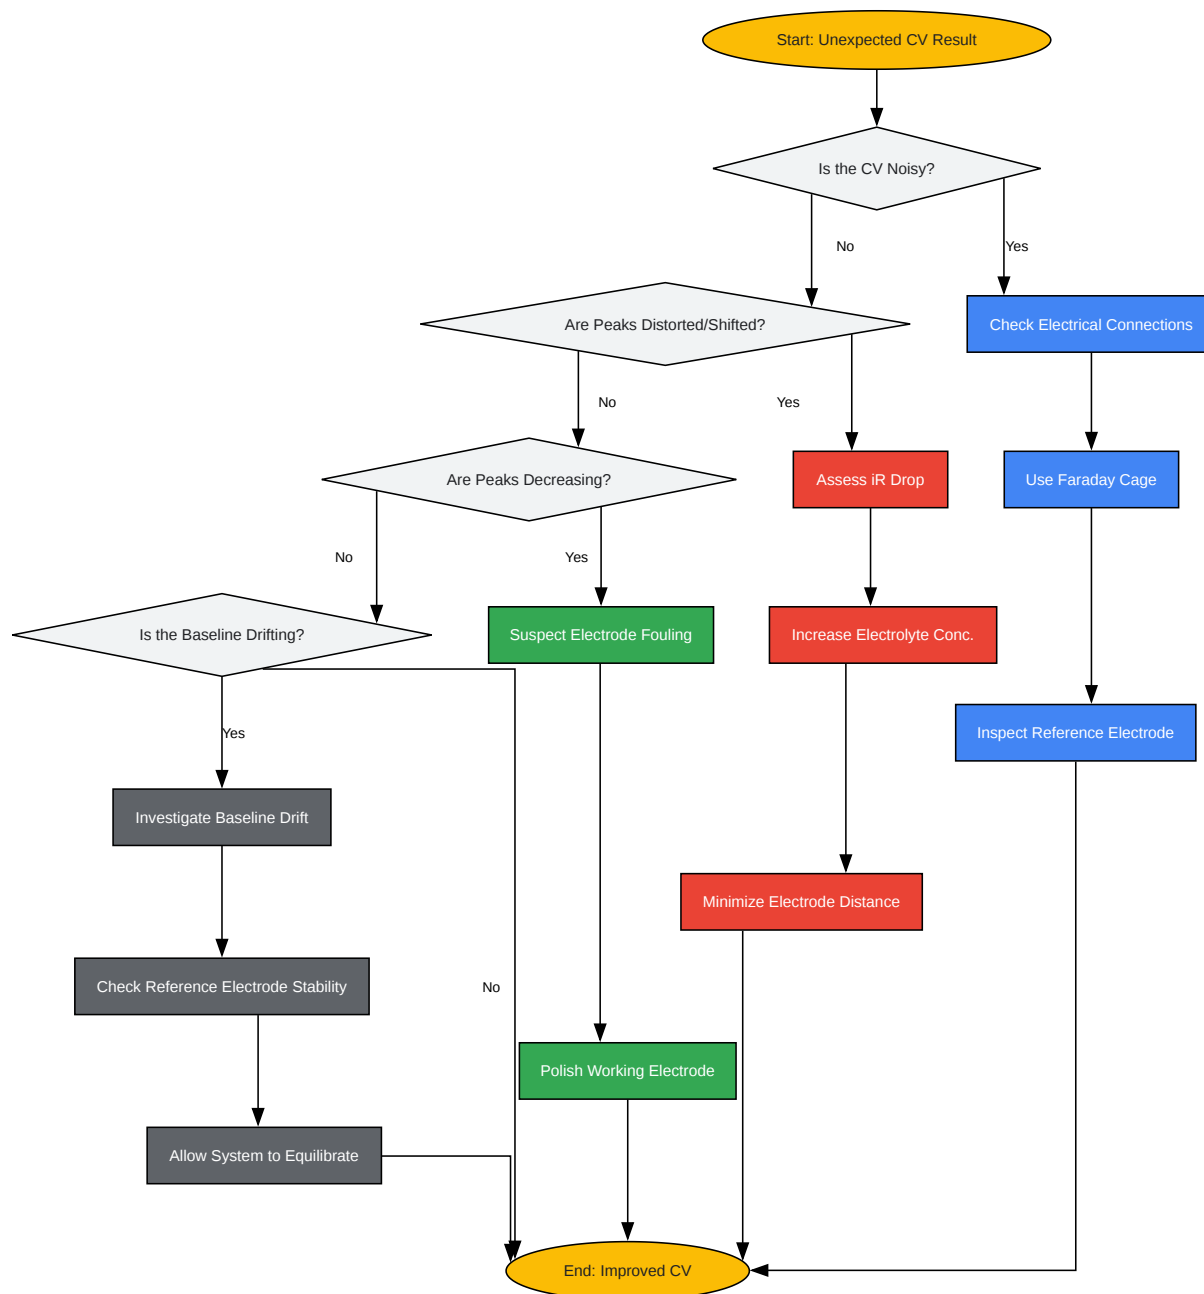 Start: Unexpected CV Result
Is the CV Noisy?
No
Yes
Are Peaks Distorted/Shifted?
Check Electrical Connections
No
Yes
Are Peaks Decreasing?
Assess iR Drop
Use Faraday Cage
No
Yes
Is the Baseline Drifting?
Suspect Electrode Fouling
Increase Electrolyte Conc.
Yes
Inspect Reference Electrode
Investigate Baseline Drift
Minimize Electrode Distance
Check Reference Electrode Stability
No
Polish Working Electrode
Allow System to Equilibrate
End: Improved CV